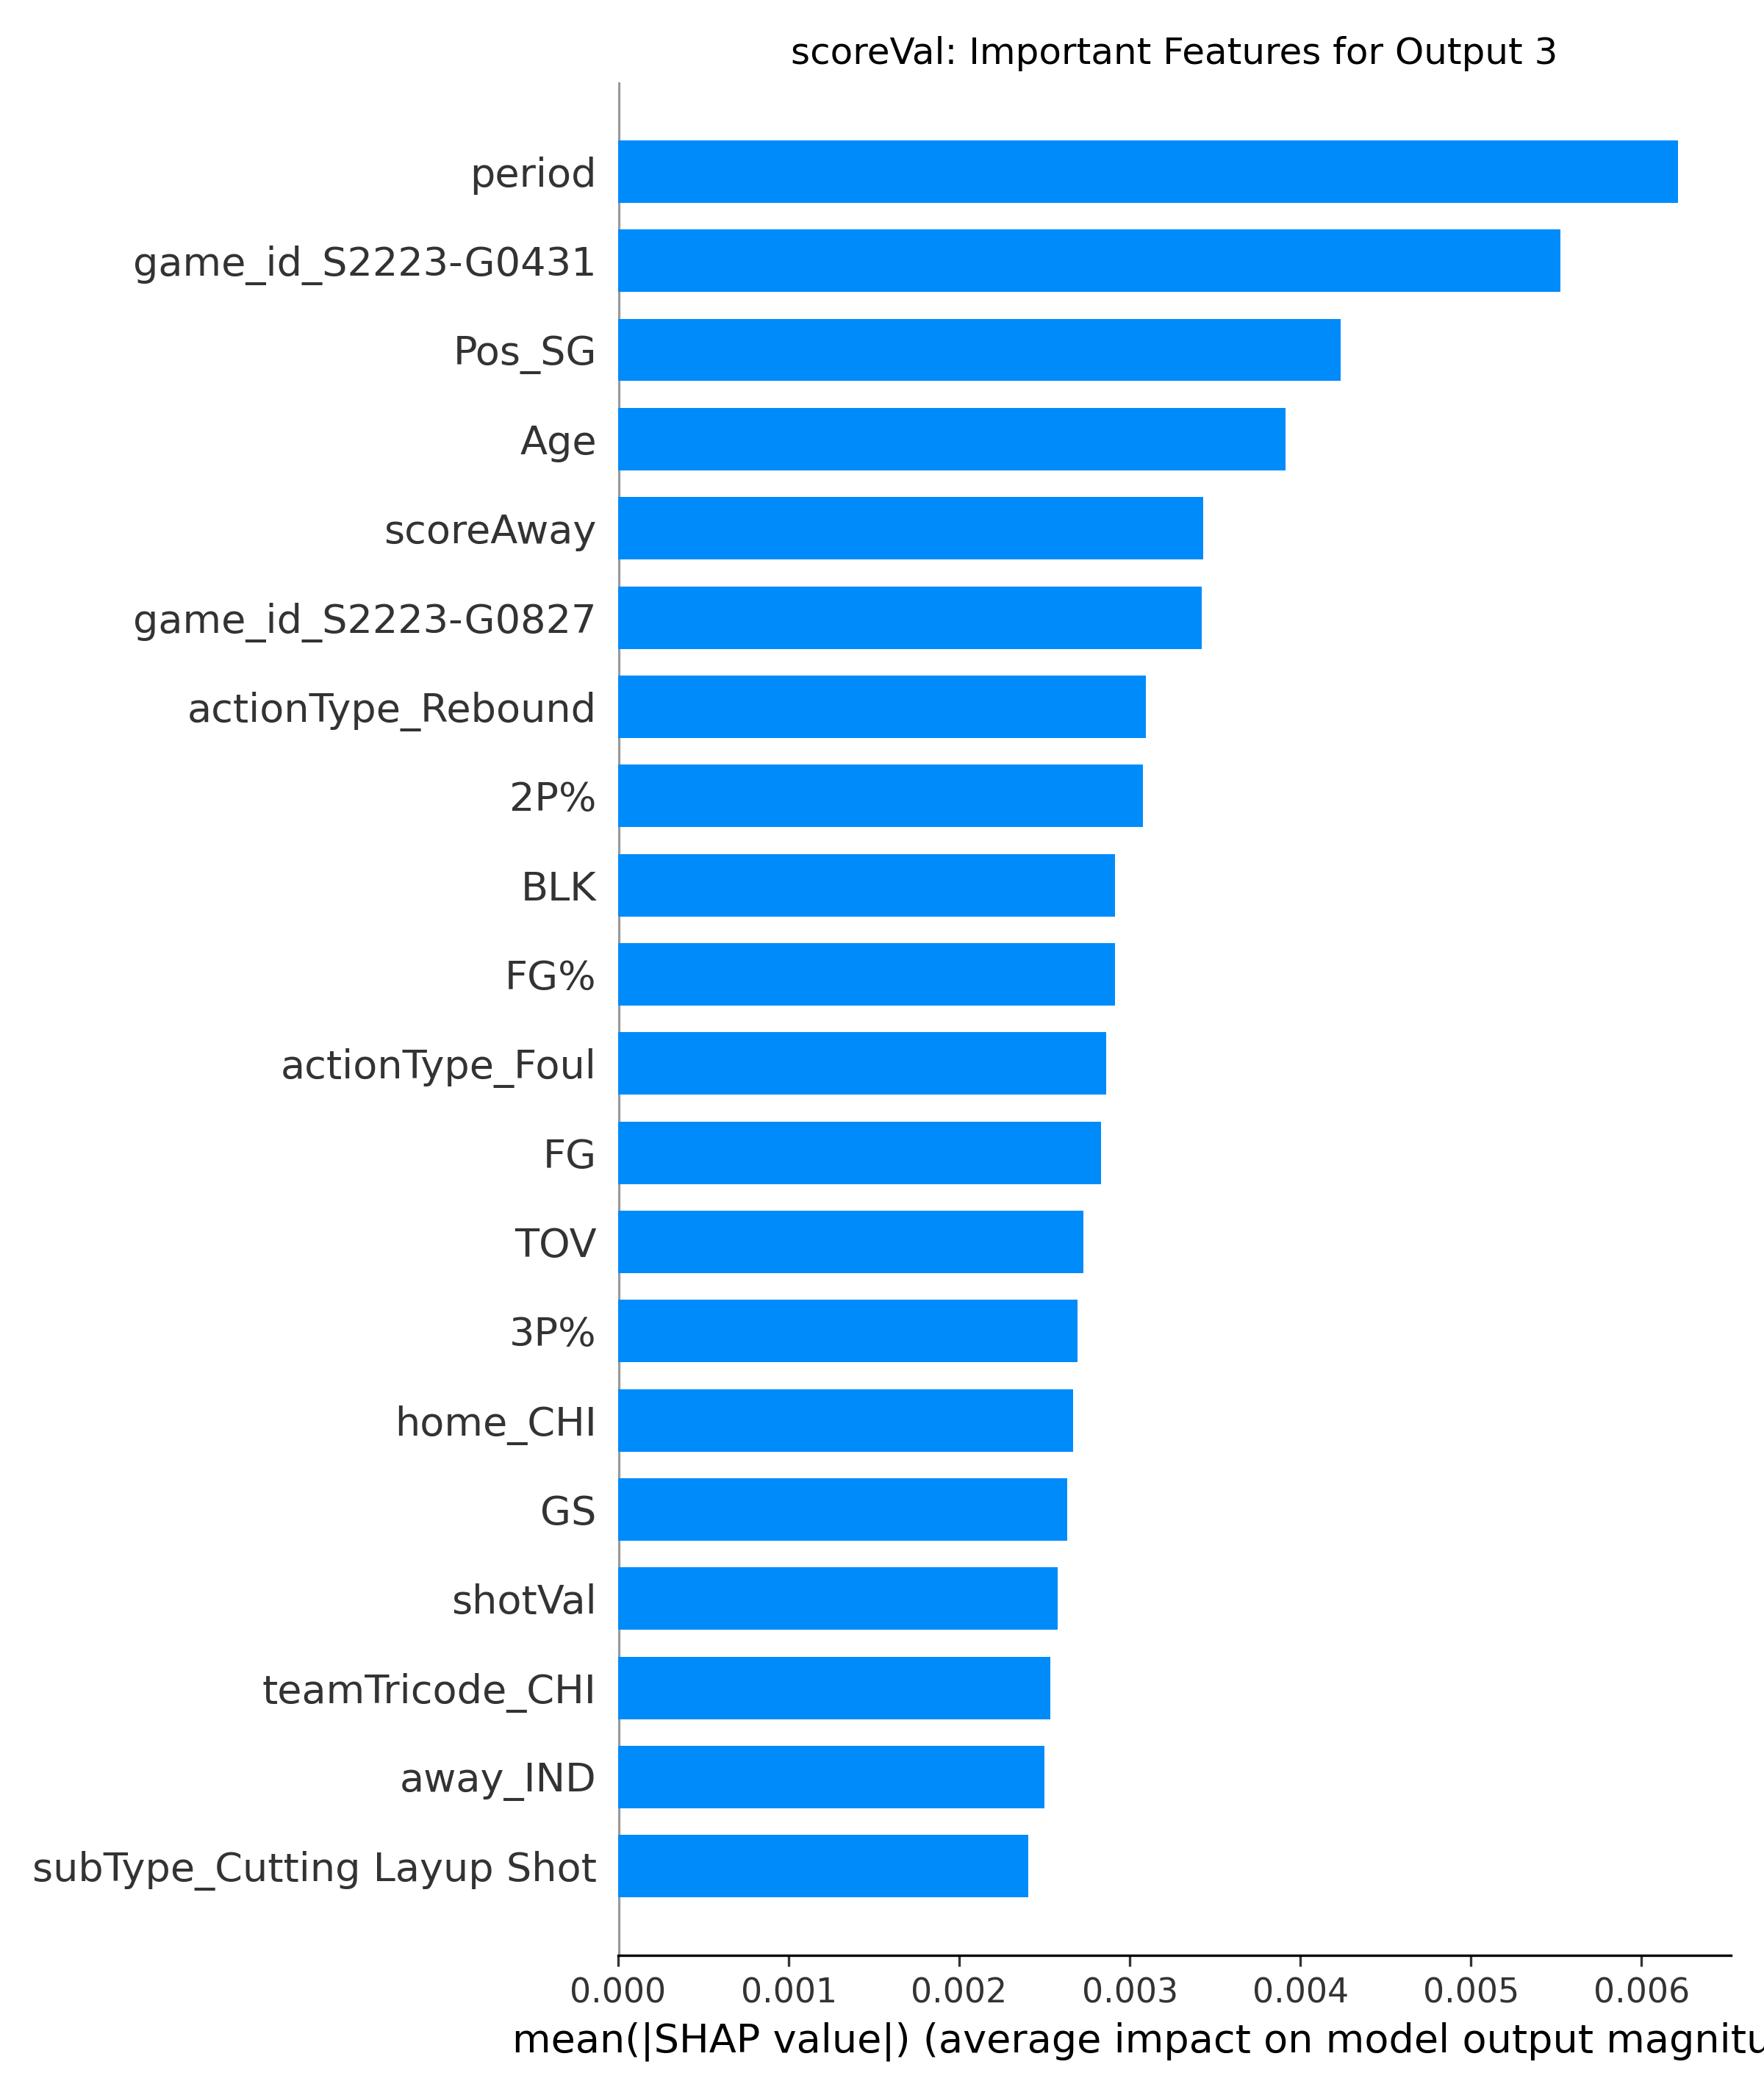 scoreVal: Important Features for Output 3
period
game_id_S2223-G0431
Pos_SG
Age
scoreAway
game_id_S2223-G0827
actionType_Rebound
2P%
BLK
FG%
actionType_Foul
FG
TOV
3P%
home_CHI
GS
shotVal
teamTricode_CHI
away_IND
subType_Cutting Layup Shot
0.000 0.001 0.002 0.003 0.004 0.005 0.006
mean(|SHAP value|) (average impact on model output magnitu